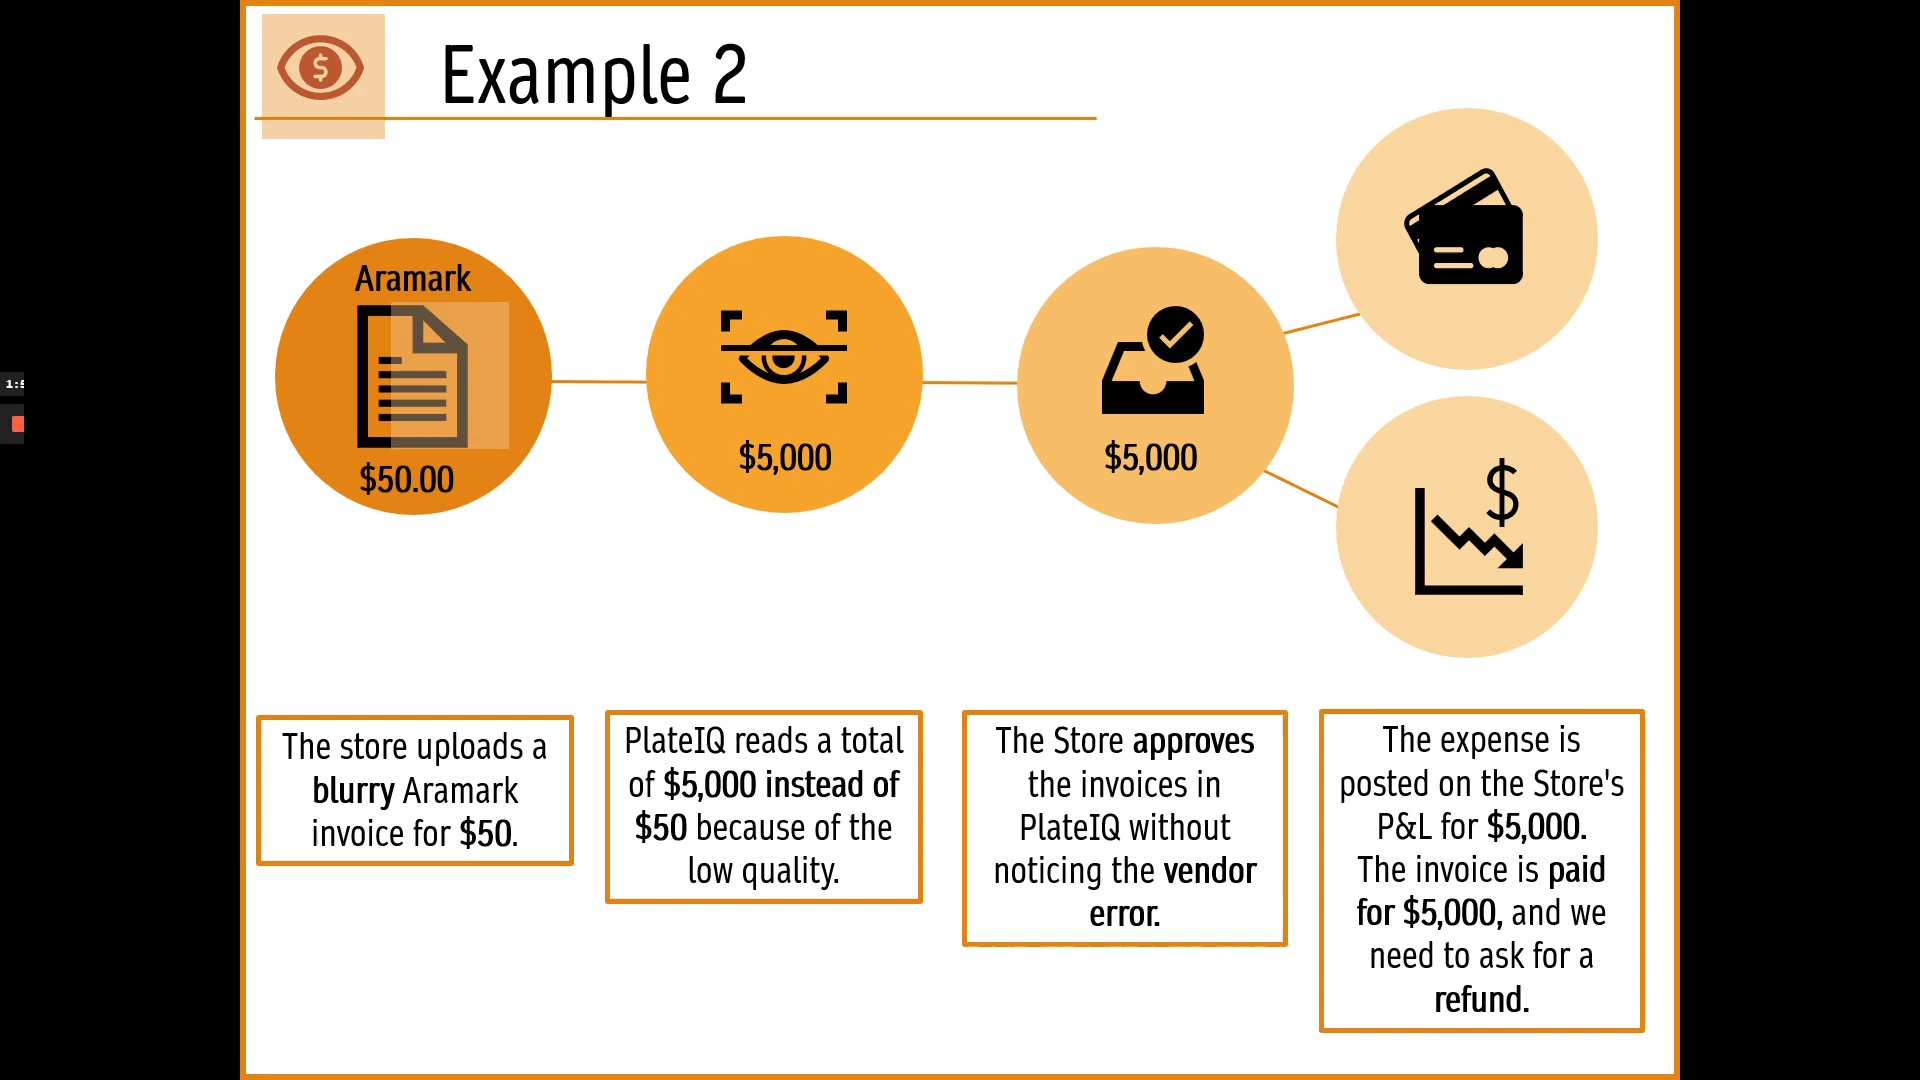 Example 2
Aramark
$50.00
$5,000
$5,000
$
The store uploads a
blurry Aramark
invoice for $50.
PlateIQ reads a total
of $5,000 instead of
$50 because of the
low quality.
The Store approves
the invoices in
PlateIQ without
noticing the vendor
error.
The expense is
posted on the Store's
P&L for $5,000.
The invoice is paid
for $5,000, and we
need to ask for a
refund.